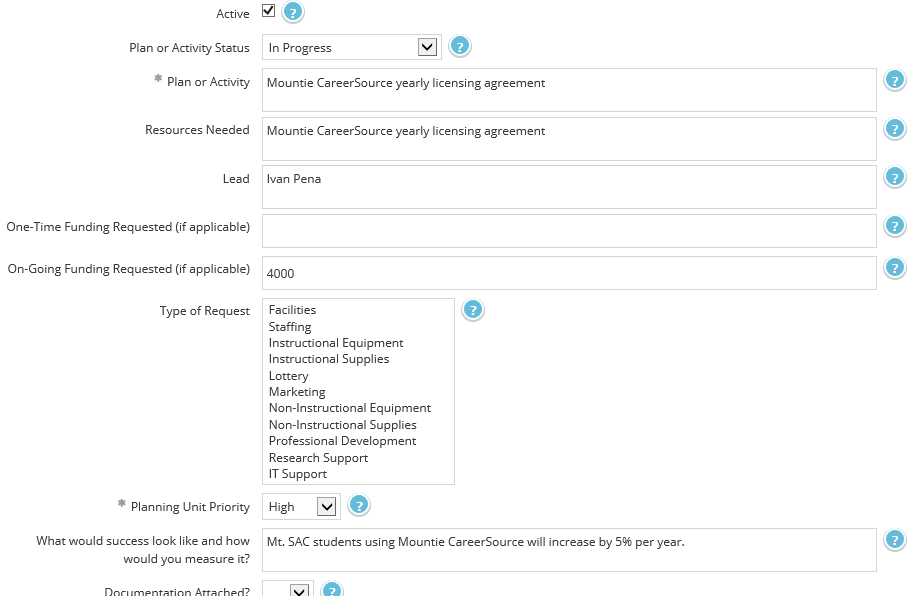 Active ?
Plan or Activity Status In Progress ?
* Plan or Activity Mountie CareerSource yearly licensing agreement ?
Resources Needed Mountie CareerSource yearly licensing agreement ?
Lead Ivan Pena ?
One-Time Funding Requested (if applicable) ?
On-Going Funding Requested (if applicable) 4000 ?
Type of Request Facilities ?
Staffing
Instructional Equipment
Instructional Supplies
Lottery
Marketing
Non-Instructional Equipment
Non-Instructional Supplies
Professional Development
Research Support
IT Support
* Planning Unit Priority High ?
What would success look like and how Mt. SAC students using Mountie CareerSource will increase by 5% per year. ?
would you measure it?
Documentation Attached? ?